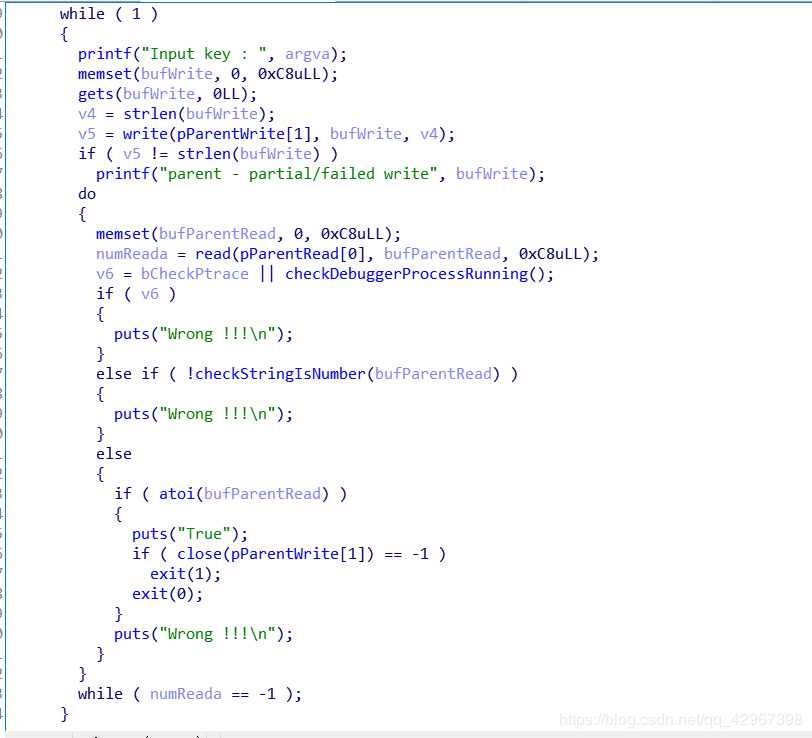 while ( 1 )
{
printf("Input key : ", argva);
memset(bufWrite, 0, 0xC8uLL);
gets(bufWrite, 0LL);
v4 = strlen(bufWrite);
v5 = write(pParentWrite[1], bufWrite, v4);
if ( v5 != strlen(bufWrite) )
printf("parent - partial/failed write", bufWrite);
do
{
memset(bufParentRead, 0, 0xC8uLL);
numReada = read(pParentRead[0], bufParentRead, 0xC8uLL);
v6 = bCheckPtrace || checkDebuggerProcessRunning();
if ( v6 )
{
puts("Wrong !!!\n");
}
else if ( !checkStringIsNumber(bufParentRead) )
{
puts("Wrong !!!\n");
}
else
{
if ( atoi(bufParentRead) )
{
puts("True");
if ( close(pParentWrite[1]) == -1 )
exit(1);
exit(0);
}
puts("Wrong !!!\n");
}
}
while ( numReada == -1 );
}
https://blog.csdn.net/qq_42967398